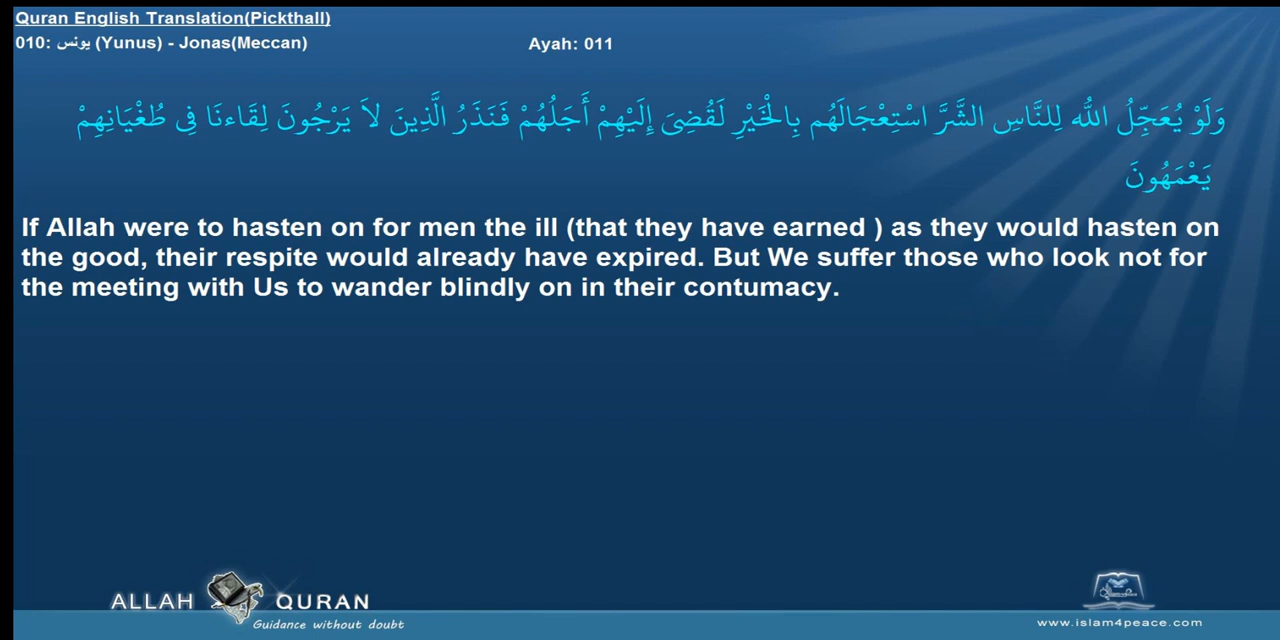 Quran English Translation(Pickthall)
010: يونس (Yunus) - Jonas(Meccan)
Ayah: 011
وَلَوْ يُعَجِّلُ اللّٰه لِلنَّاسِ الشَّرَّ اسْتِعْجَالَهُم بِالْخَيْرِ لَقُضِىَ إِلَيْهِمْ أَجَلُهُمْ فَنَذَرُ الَّذِينَ لاَ يَرْجُونَ لِقَاءنَا فِى طُغْيَانِهِمْ
يَعْمَهُونَ
If Allah were to hasten on for men the ill (that they have earned ) as they would hasten on
the good, their respite would already have expired. But We suffer those who look not for
the meeting with Us to wander blindly on in their contumacy.
ALLAH QURAN
Guidance without doubt
www.islam4peace.com